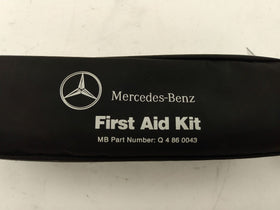 Mercedes-Benz
First Aid Kit
MB Part Number: Q 4 86 0043